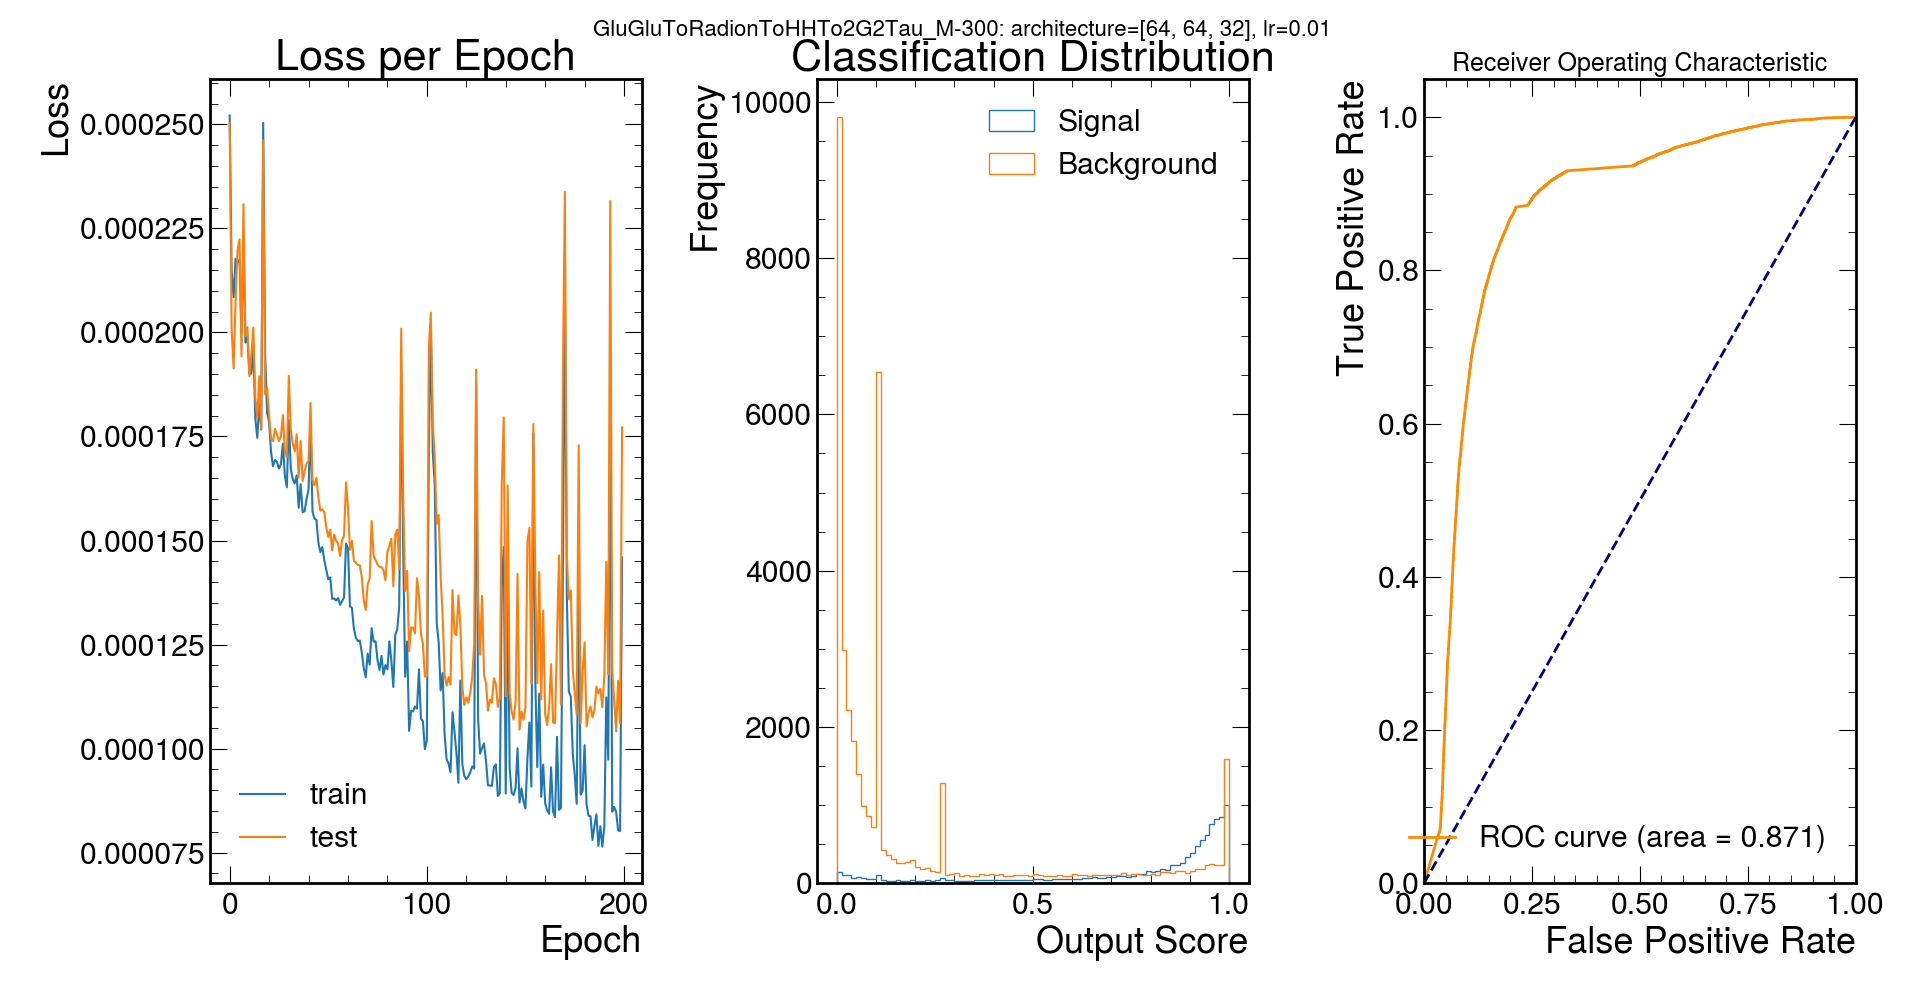 GluGluToRadionToHHTo2G2Tau_M-300: architecture=[64, 64, 32], lr=0.01
Loss per Epoch
Loss
0.000250
0.000225
0.000200
0.000175
0.000150
0.000125
0.000100
0.000075
train
test
0 100 200
Epoch
Classification Distribution
Frequency
10000
8000
6000
4000
2000
0
Signal
Background
0.0 0.5 1.0
Output Score
Receiver Operating Characteristic
True Positive Rate
1.0
0.8
0.6
0.4
0.2
0.0
ROC curve (area = 0.871)
0.00 0.25 0.50 0.75 1.00
False Positive Rate